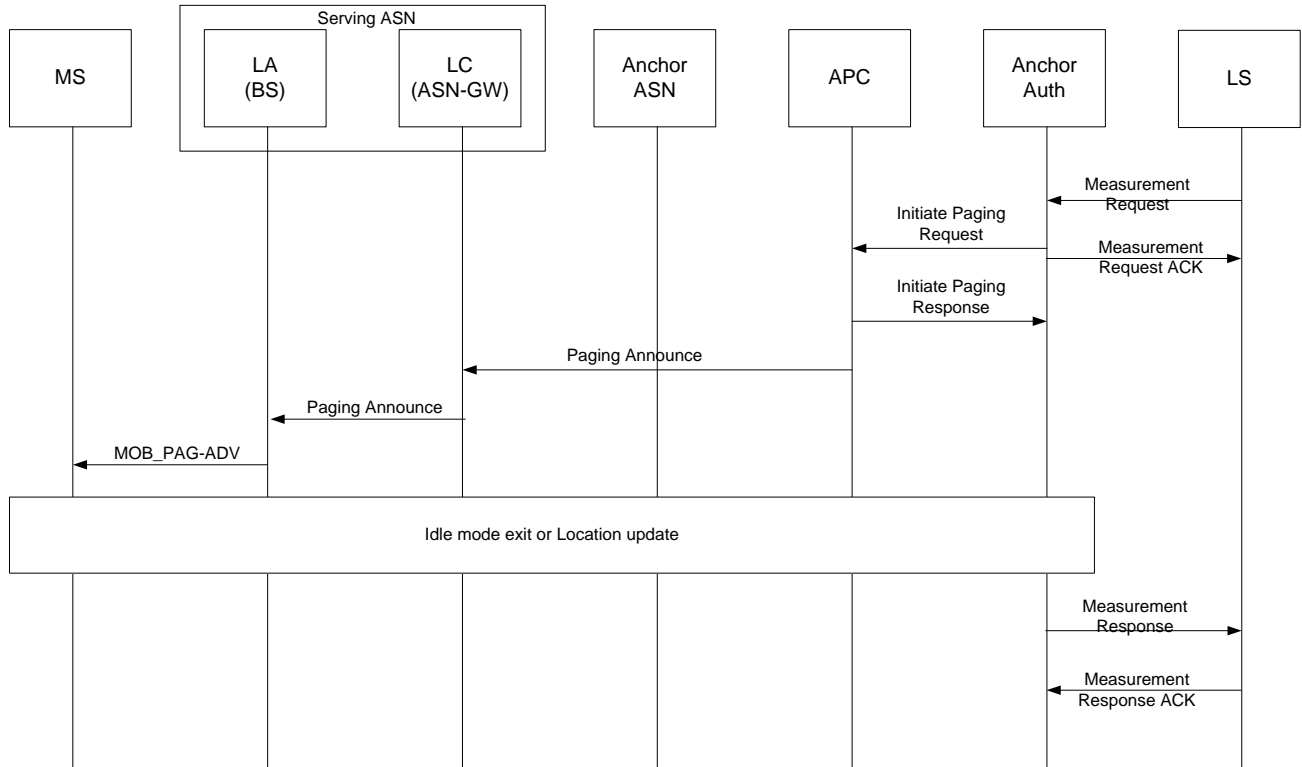 Serving ASN
MS
LA
(BS)
LC
(ASN-GW)
Anchor
ASN
APC
Anchor
Auth
LS
Measurement
Request
Initiate Paging
Request
Measurement
Request ACK
Initiate Paging
Response
Paging Announce
Paging Announce
MOB_PAG-ADV
Idle mode exit or Location update
Measurement
Response
Measurement
Response ACK